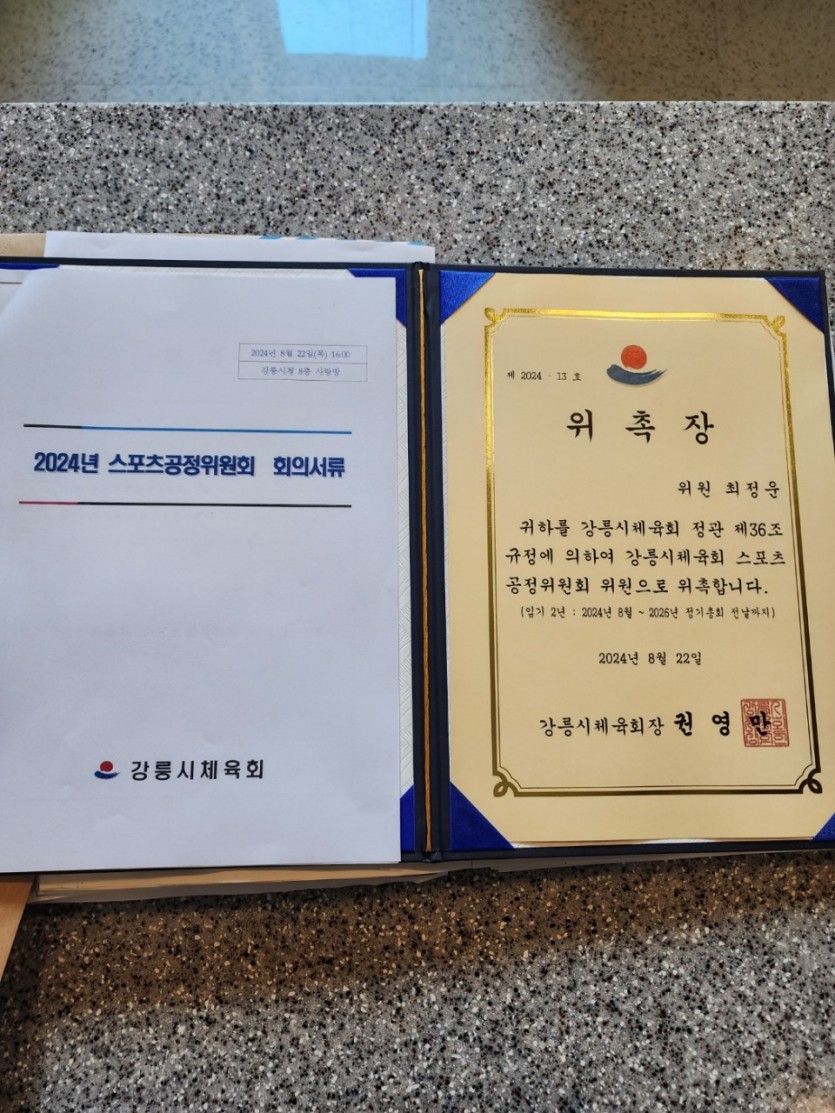 2024년 8월 22일(목) 16:00
강릉시청 8층 사랑방
2024년 스포츠공정위원회 회의서류
강릉시체육회
제 2024 - 13 호
위 촉 장
위원 최정운
귀하를 강릉시체육회 정관 제36조
규정에 의하여 강릉시체육회 스포츠
공정위원회 위원으로 위촉합니다.
(임기 2년 : 2024년 8월 ~ 2026년 정기총회 전날까지)
2024년 8월 22일
강릉시체육회장 권 영 만